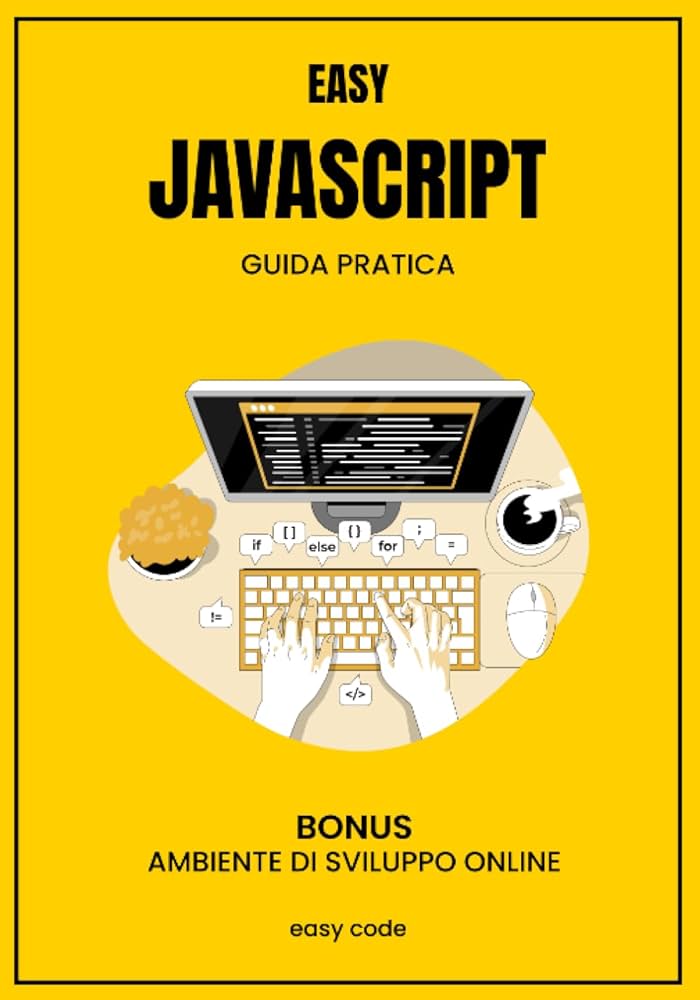 EASY
JAVASCRIPT
GUIDA PRATICA
[ ]
{ }
;
if
else
for
=
!=
</>
BONUS
AMBIENTE DI SVILUPPO ONLINE
easy code